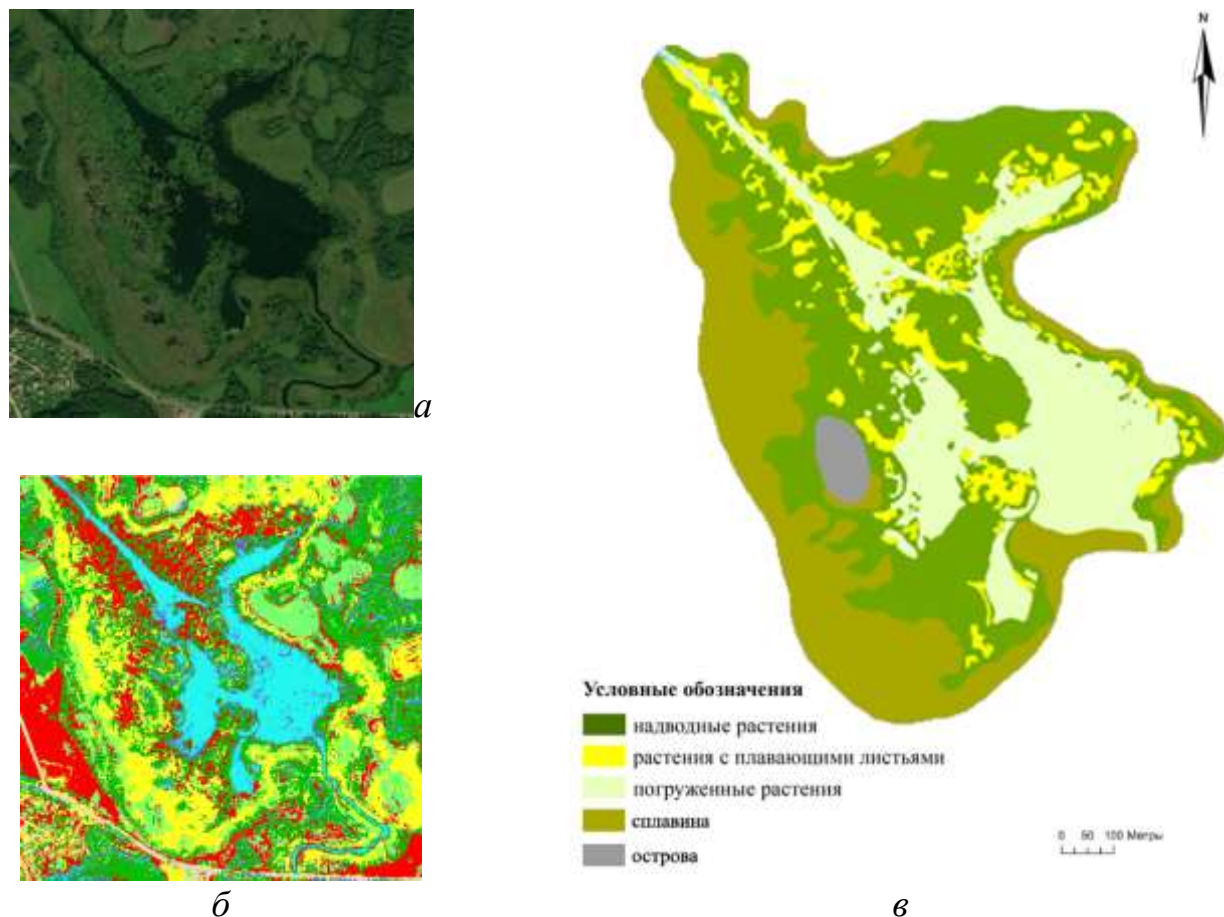 а
б
N
Условные обозначения
надводные растения
растения с плавающими листьями
погруженные растения
сплавина
острова
0 50 100 Метры
в